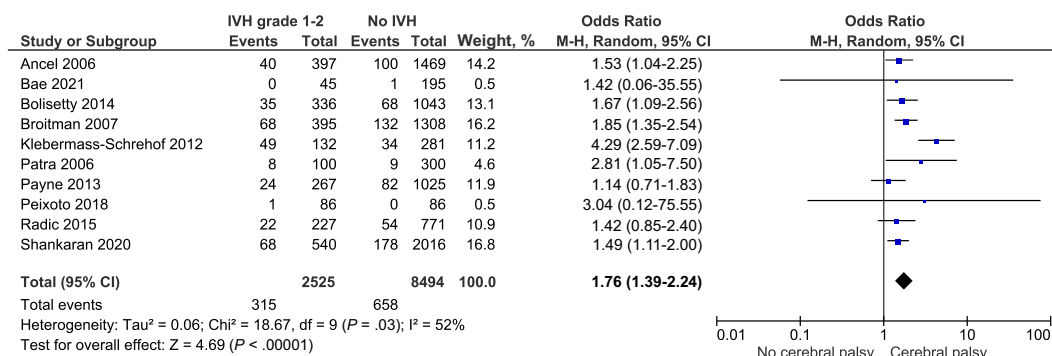 IVH grade 1-2 No IVH Odds Ratio Odds Ratio
Study or Subgroup Events Total Events Total Weight, % M-H, Random, 95% CI M-H, Random, 95% CI
Ancel 2006 40 397 100 1469 14.2 1.53 (1.04-2.25)
Bae 2021 0 45 1 195 0.5 1.42 (0.06-35.55)
Bolisetty 2014 35 336 68 1043 13.1 1.67 (1.09-2.56)
Broitman 2007 68 395 132 1308 16.2 1.85 (1.35-2.54)
Klebermass-Schrehof 2012 49 132 34 281 11.2 4.29 (2.59-7.09)
Patra 2006 8 100 9 300 4.6 2.81 (1.05-7.50)
Payne 2013 24 267 82 1025 11.9 1.14 (0.71-1.83)
Peixoto 2018 1 86 0 86 0.5 3.04 (0.12-75.55)
Radic 2015 22 227 54 771 10.9 1.42 (0.85-2.40)
Shankaran 2020 68 540 178 2016 16.8 1.49 (1.11-2.00)
Total (95% CI) 2525 8494 100.0 1.76 (1.39-2.24)
Total events 315 658
Heterogeneity: Tau² = 0.06; Chi² = 18.67, df = 9 (P = .03); I² = 52%
Test for overall effect: Z = 4.69 (P < .00001)
0.01 0.1 1 10 100
No cerebral palsy Cerebral palsy